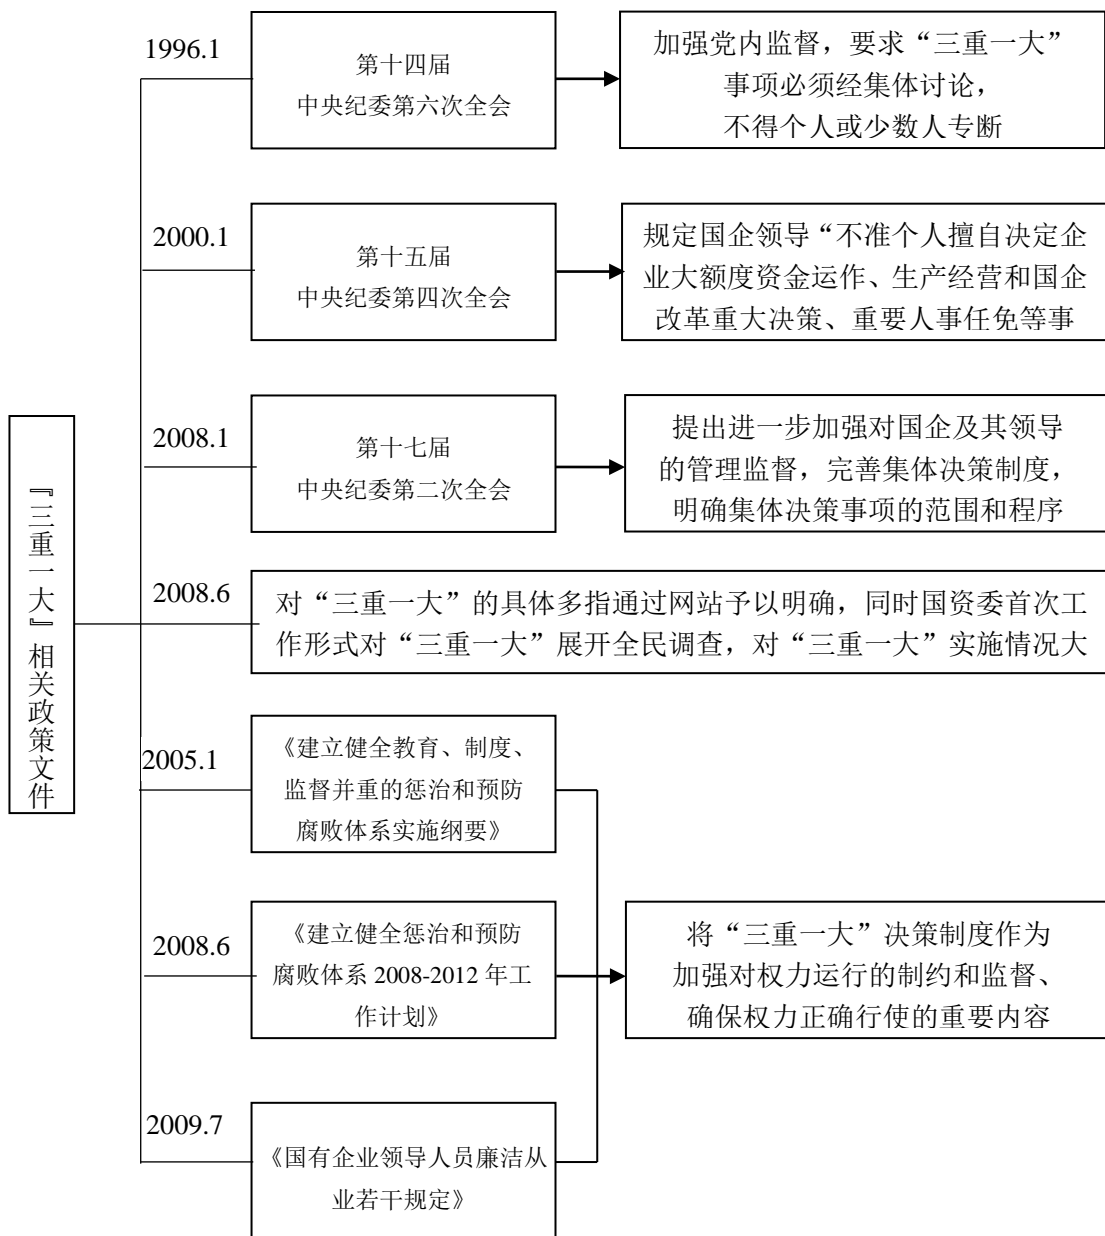 『三重一大』相关政策文件
1996.1
第十四届
中央纪委第六次全会
加强党内监督，要求“三重一大”
事项必须经集体讨论，
不得个人或少数人专断
2000.1
第十五届
中央纪委第四次全会
规定国企领导“不准个人擅自决定企
业大额度资金运作、生产经营和国企
改革重大决策、重要人事任免等事
2008.1
第十七届
中央纪委第二次全会
提出进一步加强对国企及其领导
的管理监督，完善集体决策制度，
明确集体决策事项的范围和程序
2008.6
对“三重一大”的具体多指通过网站予以明确，同时国资委首次工
作形式对“三重一大”展开全民调查，对“三重一大”实施情况大
2005.1
《建立健全教育、制度、
监督并重的惩治和预防
腐败体系实施纲要》
2008.6
《建立健全惩治和预防
腐败体系 2008-2012 年工
作计划》
将“三重一大”决策制度作为
加强对权力运行的制约和监督、
确保权力正确行使的重要内容
2009.7
《国有企业领导人员廉洁从
业若干规定》